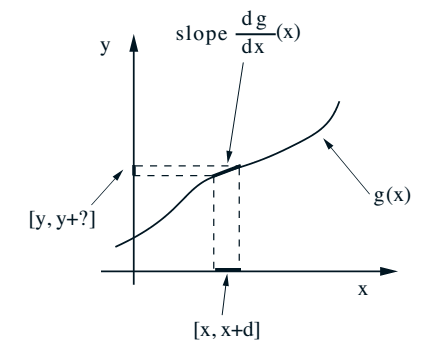 y
slope dg/dx (x)
g(x)
[y, y+?]
x
[x, x+d]